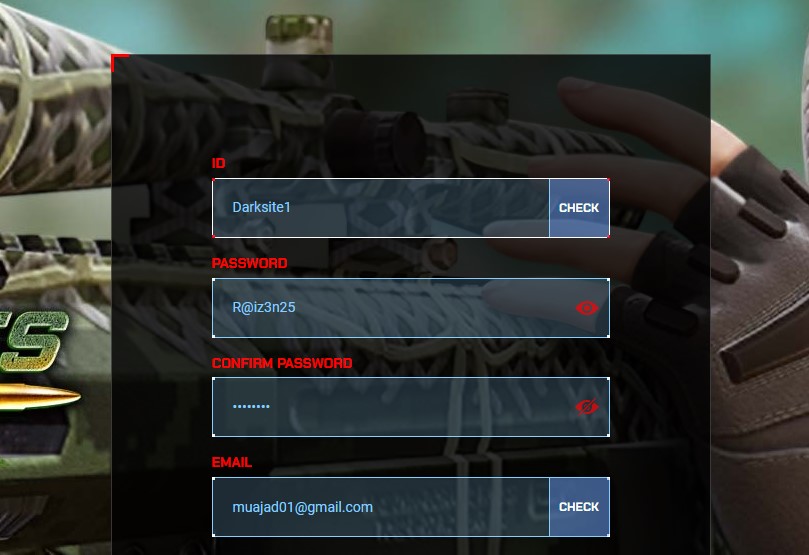 ID
Darksite1
CHECK
PASSWORD
R@iz3n25
CONFIRM PASSWORD
••••••••
EMAIL
muajad01@gmail.com
CHECK